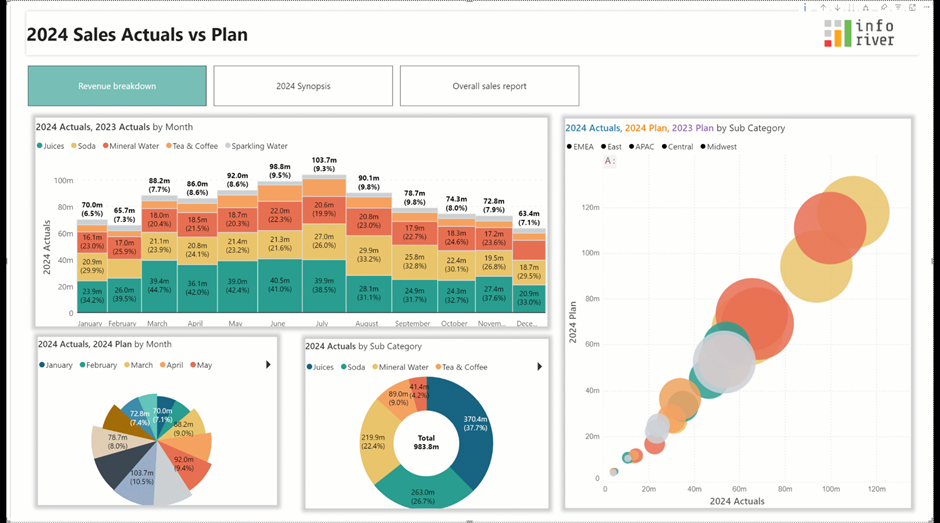 2024 Sales Actuals vs Plan
info
river
Revenue breakdown
2024 Synopsis
Overall sales report
2024 Actuals, 2023 Actuals by Month
Juices Soda Mineral Water Tea & Coffee Sparkling Water
2024 Actuals
100m
80m
60m
40m
20m
0
70.0m
(6.5%)
16.1m
(23.0%)
20.9m
(29.9%)
23.9m
(34.2%)
January
65.7m
(7.3%)
17.0m
(25.9%)
26.0m
(39.5%)
February
88.2m
(7.7%)
18.0m
(20.4%)
21.1m
(23.9%)
39.4m
(44.7%)
March
86.0m
(8.6%)
18.5m
(21.5%)
20.8m
(24.1%)
36.1m
(42.0%)
April
92.0m
(8.6%)
18.7m
(20.3%)
21.4m
(23.2%)
39.0m
(42.4%)
May
98.8m
(9.5%)
22.0m
(22.3%)
21.3m
(21.6%)
40.5m
(41.0%)
June
103.7m
(9.3%)
20.6m
(19.9%)
27.0m
(26.0%)
39.9m
(38.5%)
July
90.1m
(9.8%)
20.8m
(23.0%)
29.9m
(33.2%)
28.1m
(31.1%)
August
78.7m
(9.8%)
17.9m
(22.7%)
25.8m
(32.8%)
24.9m
(31.7%)
September
74.3m
(8.0%)
18.3m
(24.6%)
22.4m
(30.1%)
24.3m
(32.7%)
October
72.8m
(7.9%)
17.2m
(23.6%)
19.5m
(26.8%)
27.4m
(37.6%)
Novem...
63.4m
(7.1%)
18.7m
(29.5%)
20.9m
(33.0%)
Dece...
2024 Actuals, 2024 Plan by Month
January February March April May
70.0m
(7.1%)
88.2m
(9.0%)
92.0m
(9.4%)
103.7m
(10.5%)
78.7m
(8.0%)
72.8m
(7.4%)
2024 Actuals by Sub Category
Juices Soda Mineral Water Tea & Coffee
370.4m
(37.7%)
263.0m
(26.7%)
219.9m
(22.4%)
89.0m
(9.0%)
41.4m
(4.2%)
Total
983.8m
2024 Actuals, 2024 Plan, 2023 Plan by Sub Category
EMEA East APAC Central Midwest
A :
2024 Plan
120m
100m
80m
60m
40m
20m
0
0 20m 40m 60m 80m 100m 120m
2024 Actuals